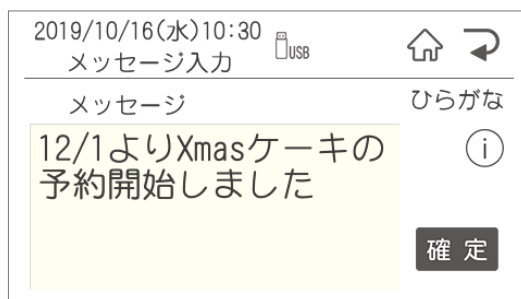 2019/10/16(水)10:30 USB
メッセージ入力
メッセージ
ひらがな
12/1よりXmasケーキの
予約開始しました
i
確定